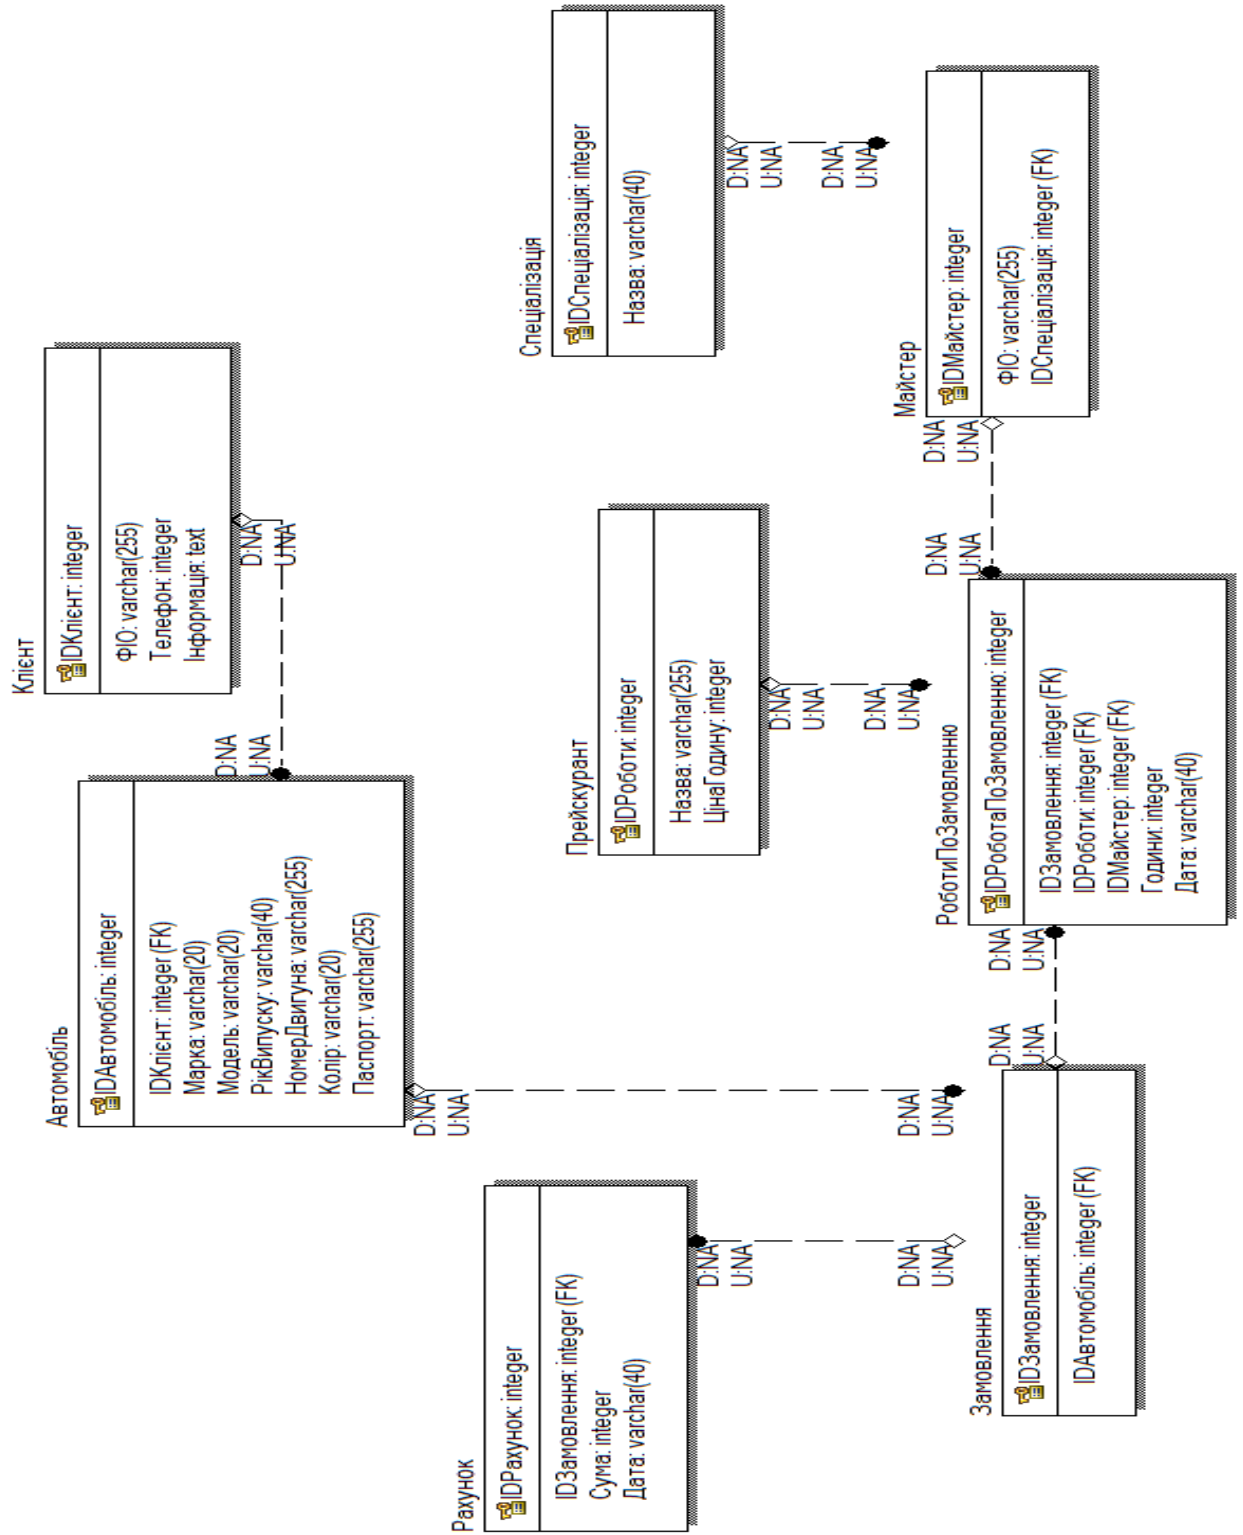 Клієнт
IDКлієнт: integer
ФІО: varchar(255)
Телефон: integer
Інформація: text
D:NA
U:NA
D:NA
U:NA
Автомобіль
IDАвтомобіль: integer
IDКлієнт: integer (FK)
Марка: varchar(20)
Модель: varchar(20)
РікВипуску: varchar(40)
НомерДвигуна: varchar(255)
Колір: varchar(20)
Паспорт: varchar(255)
D:NA
U:NA
D:NA
U:NA
Рахунок
IDРахунок: integer
IDЗамовлення: integer (FK)
Сума: integer
Дата: varchar(40)
D:NA
U:NA
D:NA
U:NA
Прейскурант
IDРоботи: integer
Назва: varchar(255)
ЦінаГодину: integer
D:NA
U:NA
D:NA
U:NA
Спеціалізація
IDСпеціалізація: integer
Назва: varchar(40)
D:NA
U:NA
D:NA
U:NA
Замовлення
IDЗамовлення: integer
IDАвтомобіль: integer (FK)
D:NA
U:NA
D:NA
U:NA
РоботиПоЗамовленню
IDРоботаПоЗамовленню: integer
IDЗамовлення: integer (FK)
IDРоботи: integer (FK)
IDМайстер: integer (FK)
Години: integer
Дата: varchar(40)
D:NA
U:NA
D:NA
U:NA
Майстер
IDМайстер: integer
ФІО: varchar(255)
IDСпеціалізація: integer (FK)